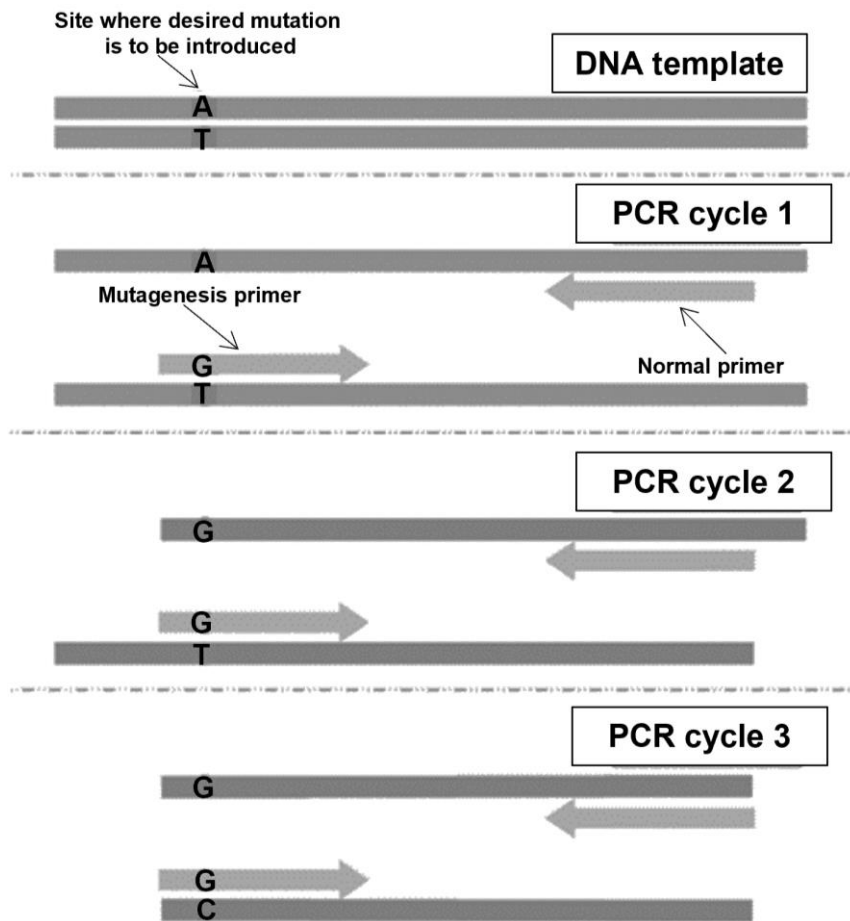 Site where desired mutation
is to be introduced
DNA template
A
T
PCR cycle 1
A
Mutagenesis primer
G
Normal primer
T
PCR cycle 2
G
G
T
PCR cycle 3
G
G
C